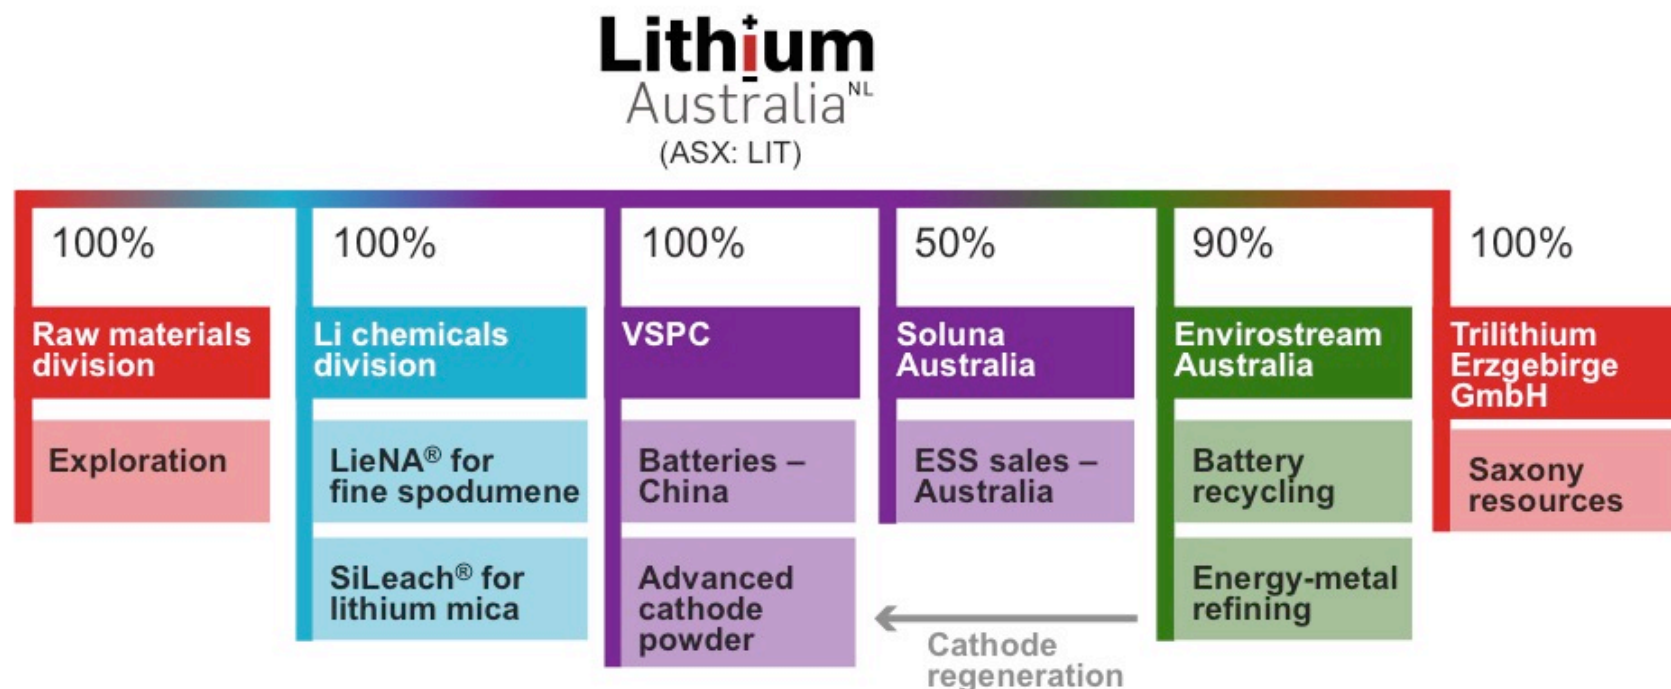 Lithium
Australia NL
(ASX: LIT)
100%
100%
100%
50%
90%
100%
Raw materials
division
Li chemicals
division
VSPC
Soluna
Australia
Envirostream
Australia
Trilithium
Erzgebirge
GmbH
Exploration
LieNA® for
fine spodumene
Batteries –
China
ESS sales –
Australia
Battery
recycling
Saxony
resources
SiLeach® for
lithium mica
Advanced
cathode
powder
Energy-metal
refining
Cathode
regeneration